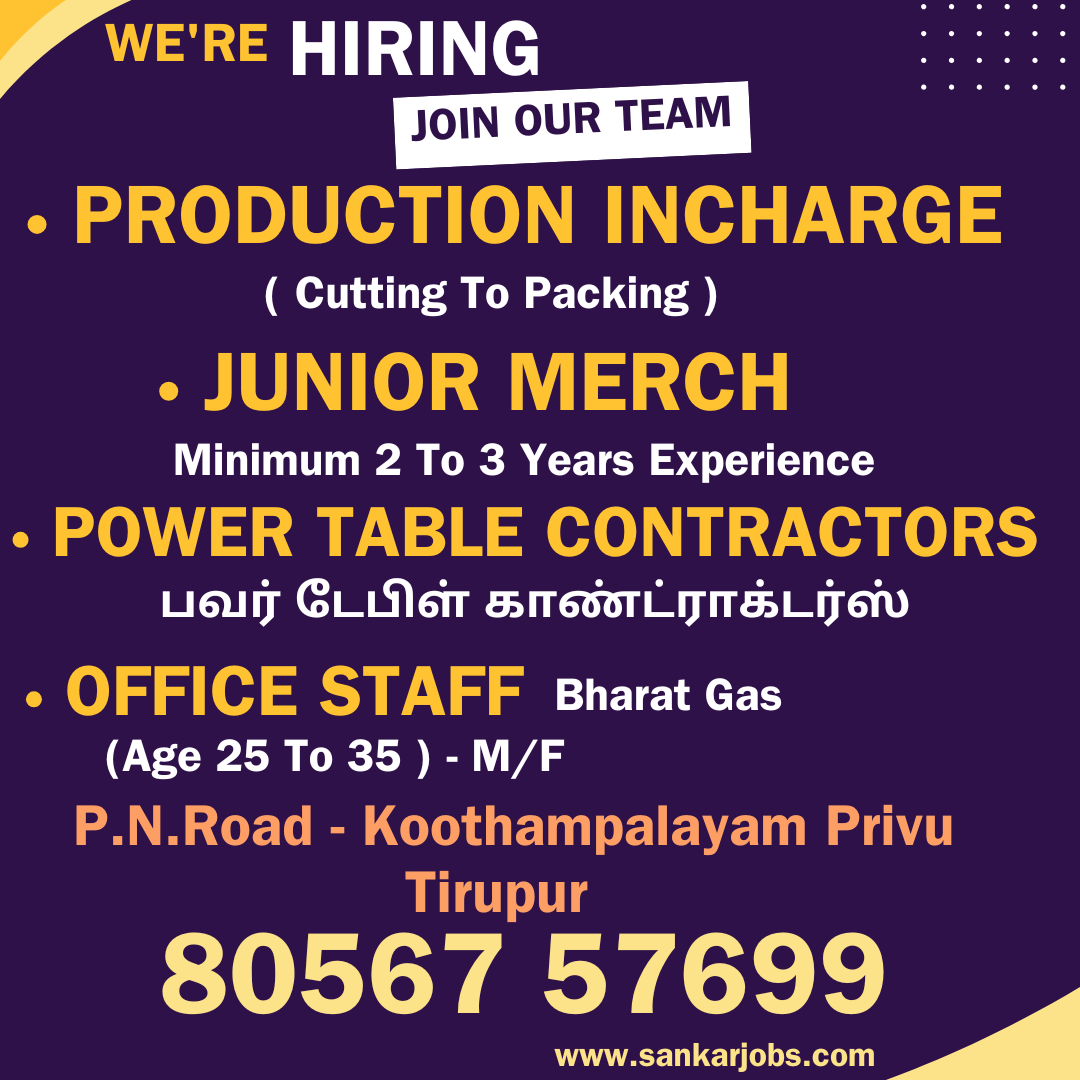 WE'RE HIRING
JOIN OUR TEAM
• PRODUCTION INCHARGE
( Cutting To Packing )
• JUNIOR MERCH
Minimum 2 To 3 Years Experience
• POWER TABLE CONTRACTORS
பவர் டேபிள் காண்ட்ராக்டர்ஸ்
• OFFICE STAFF Bharat Gas
(Age 25 To 35 ) - M/F
P.N.Road - Koothampalayam Privu
Tirupur
80567 57699
www.sankarjobs.com